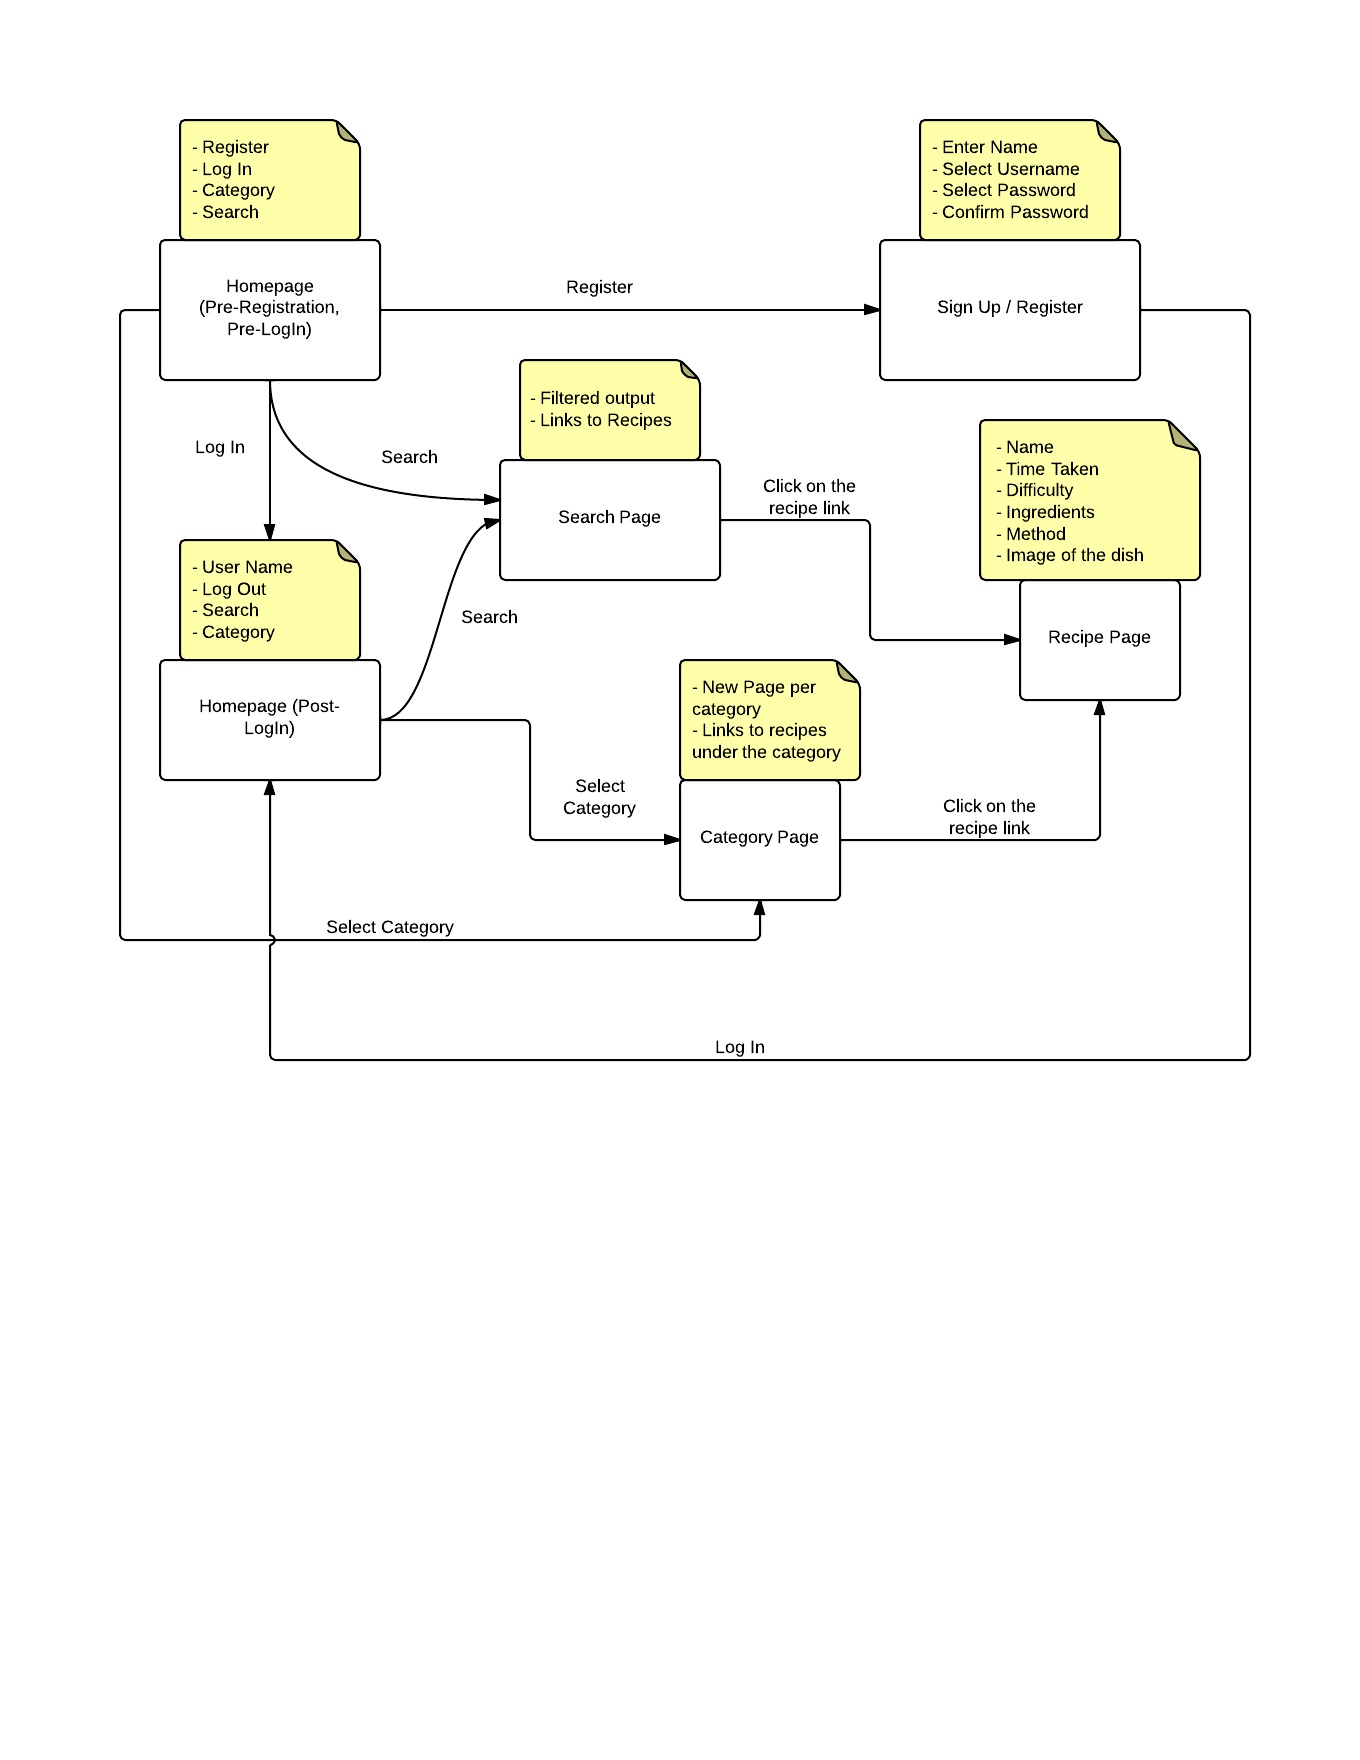 - Register
- Log In
- Category
- Search
- Enter Name
- Select Username
- Select Password
- Confirm Password
Homepage
(Pre-Registration,
Pre-LogIn)
Register
Sign Up / Register
- Filtered output
- Links to Recipes
Log In
Search
- Name
- Time Taken
- Difficulty
- Ingredients
- Method
- Image of the dish
Search Page
Click on the
recipe link
- User Name
- Log Out
- Search
- Category
Search
Recipe Page
Homepage (Post-
LogIn)
- New Page per
category
- Links to recipes
under the category
Select
Category
Category Page
Click on the
recipe link
Select Category
Log In